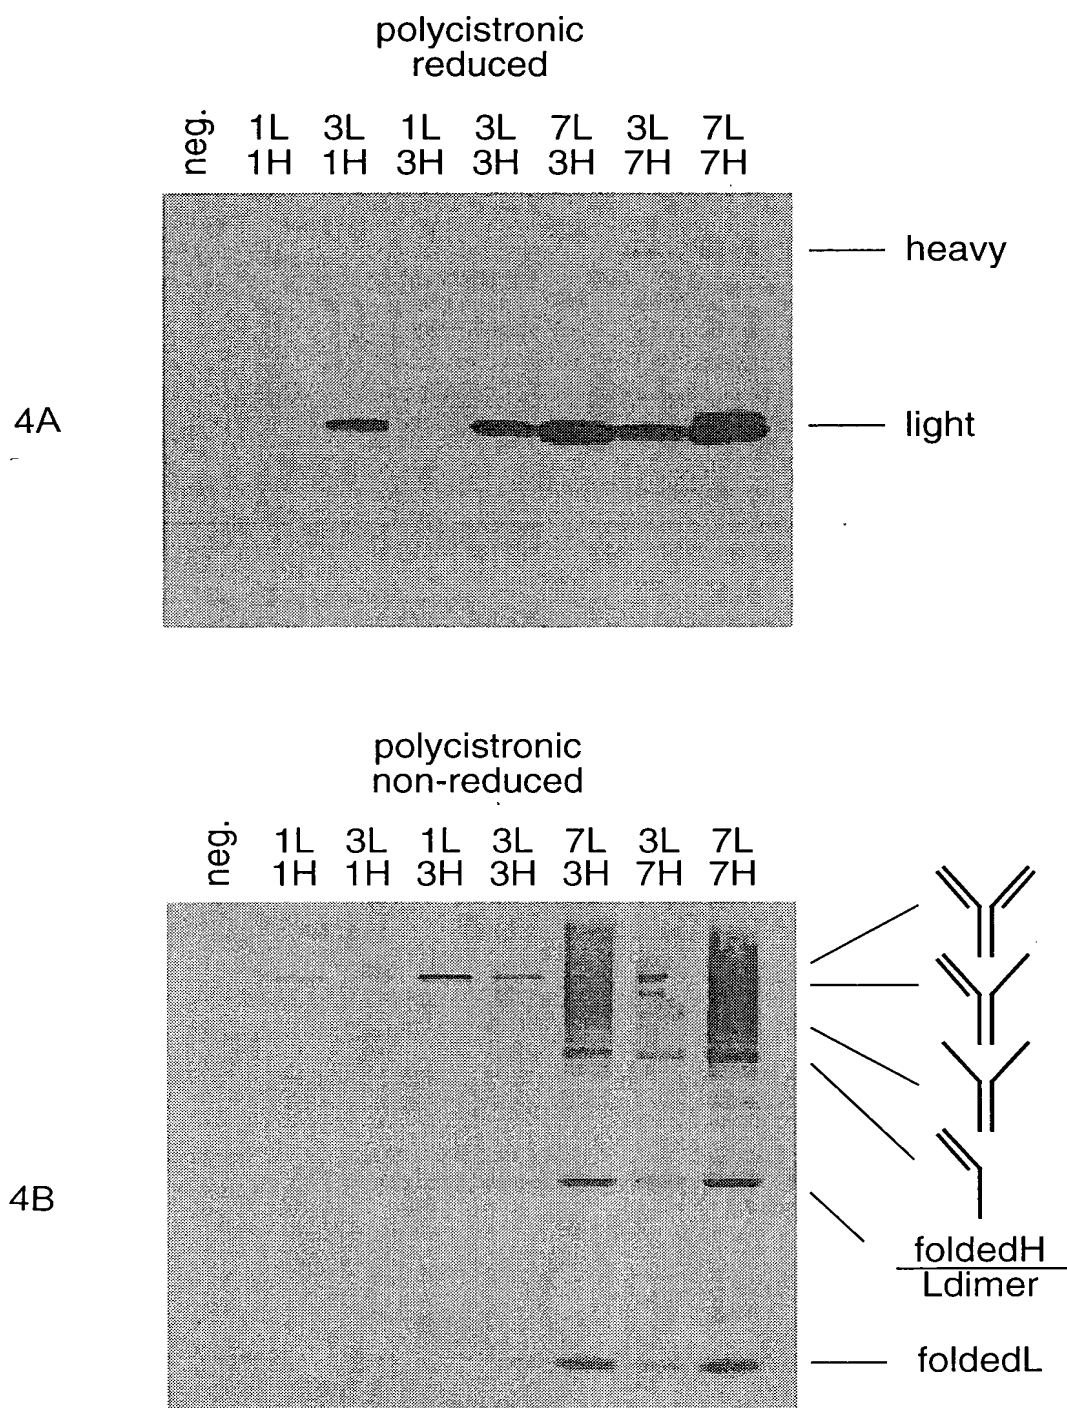 polycistronic
reduced
neg. 1L 3L 1L 3L 7L 3L 7L
1H 1H 3H 3H 3H 7H 7H
heavy
4A
light
polycistronic
non-reduced
neg. 1L 3L 1L 3L 7L 3L 7L
1H 1H 3H 3H 3H 7H 7H
4B
foldedH
Ldimer
foldedL